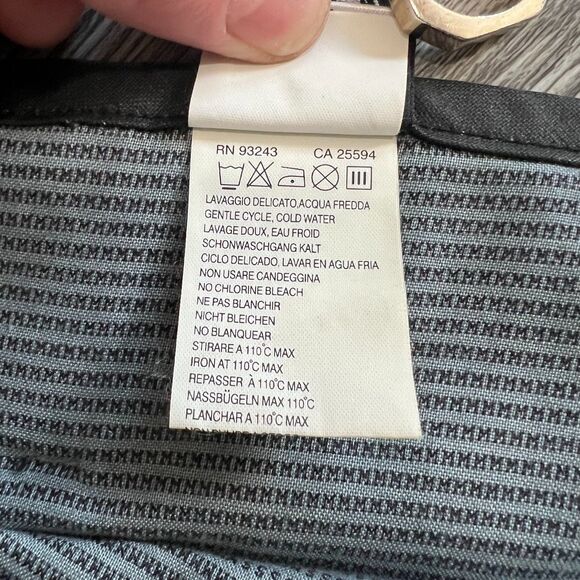 RN 93243 CA 25594
LAVAGGIO DELICATO,ACQUA FREDDA
GENTLE CYCLE, COLD WATER
LAVAGE DOUX, EAU FROID
SCHONWASCHGANG KALT
CICLO DELICADO, LAVAR EN AGUA FRIA
NON USARE CANDEGGINA
NO CHLORINE BLEACH
NE PAS BLANCHIR
NICHT BLEICHEN
NO BLANQUEAR
STIRARE A 110°C MAX
IRON AT 110°C MAX
REPASSER À 110°C MAX
NASSBÜGELN MAX 110°C
PLANCHAR A 110°C MAX